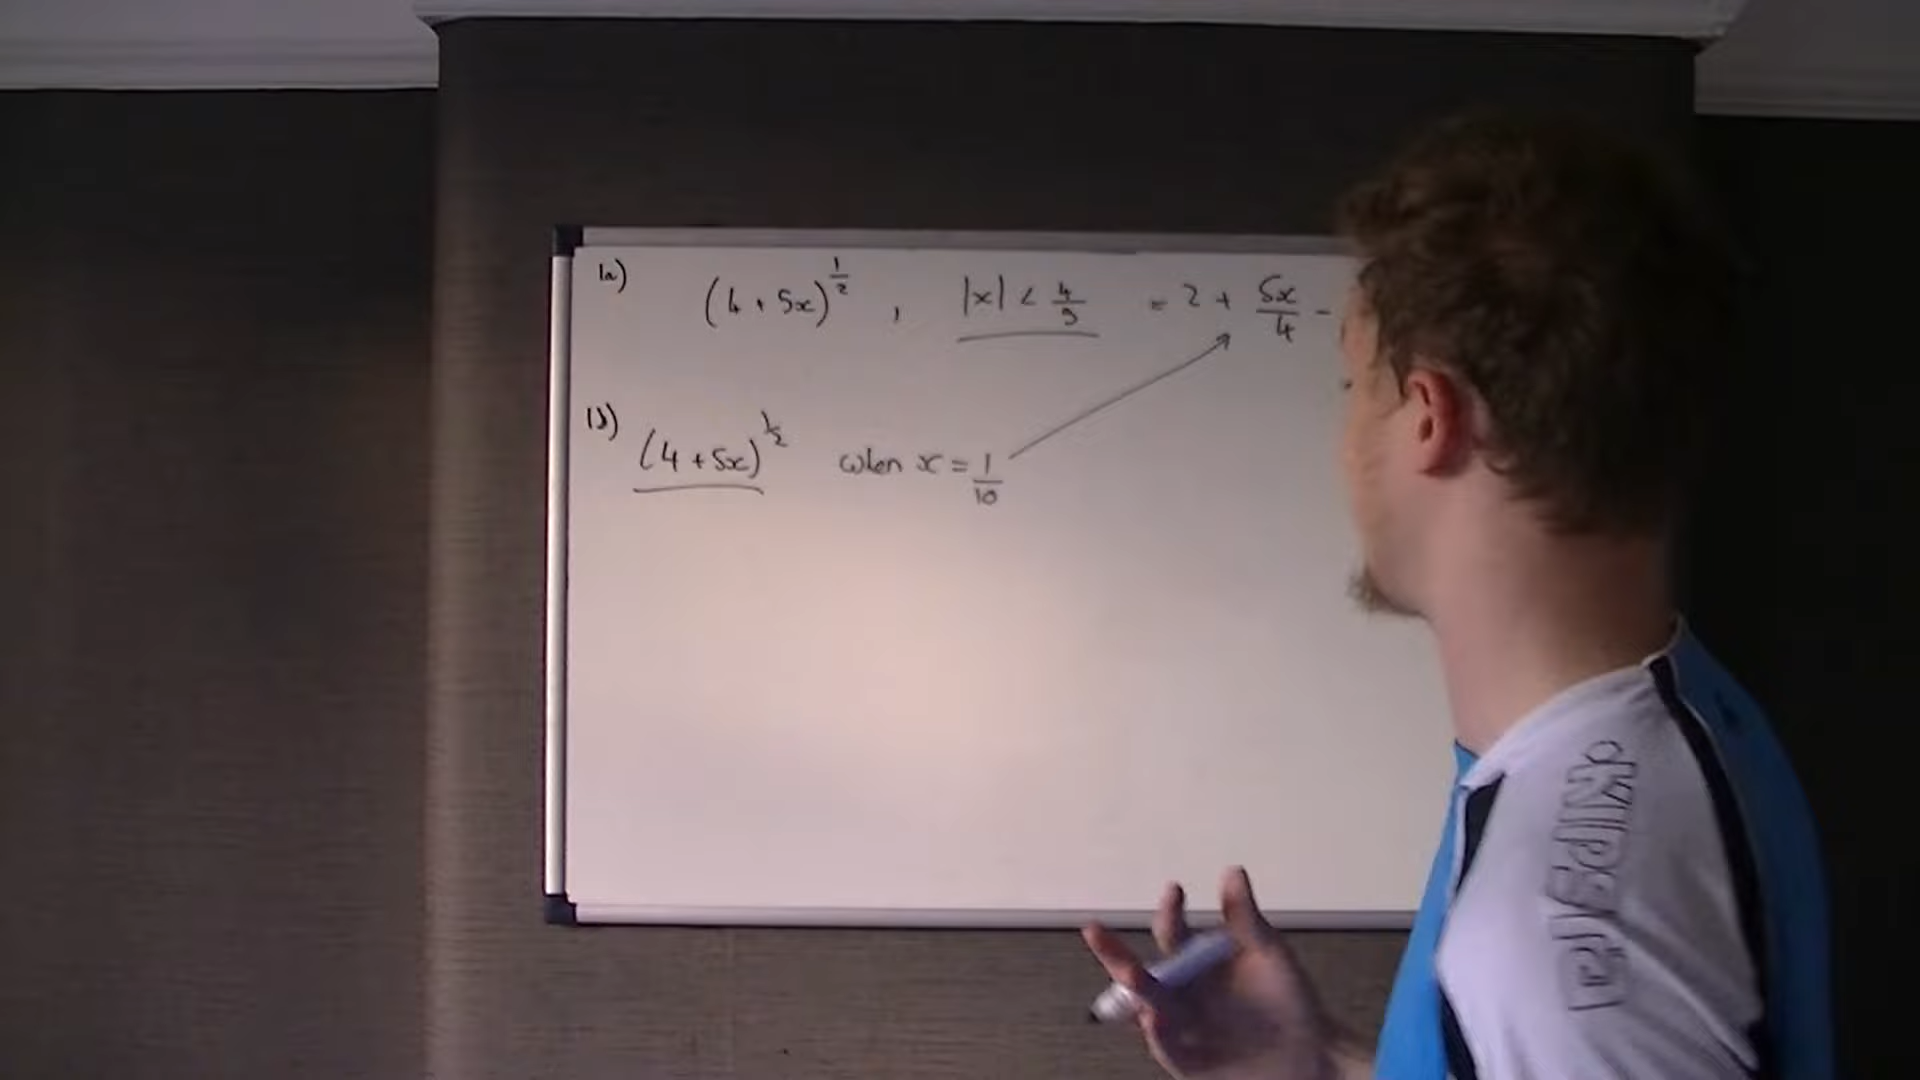 1a) (4 + 5x)^{1/2} , |x| < 4/5 = 2 + 5x/4 -
1b) (4 + 5x)^{1/2} when x = 1/10